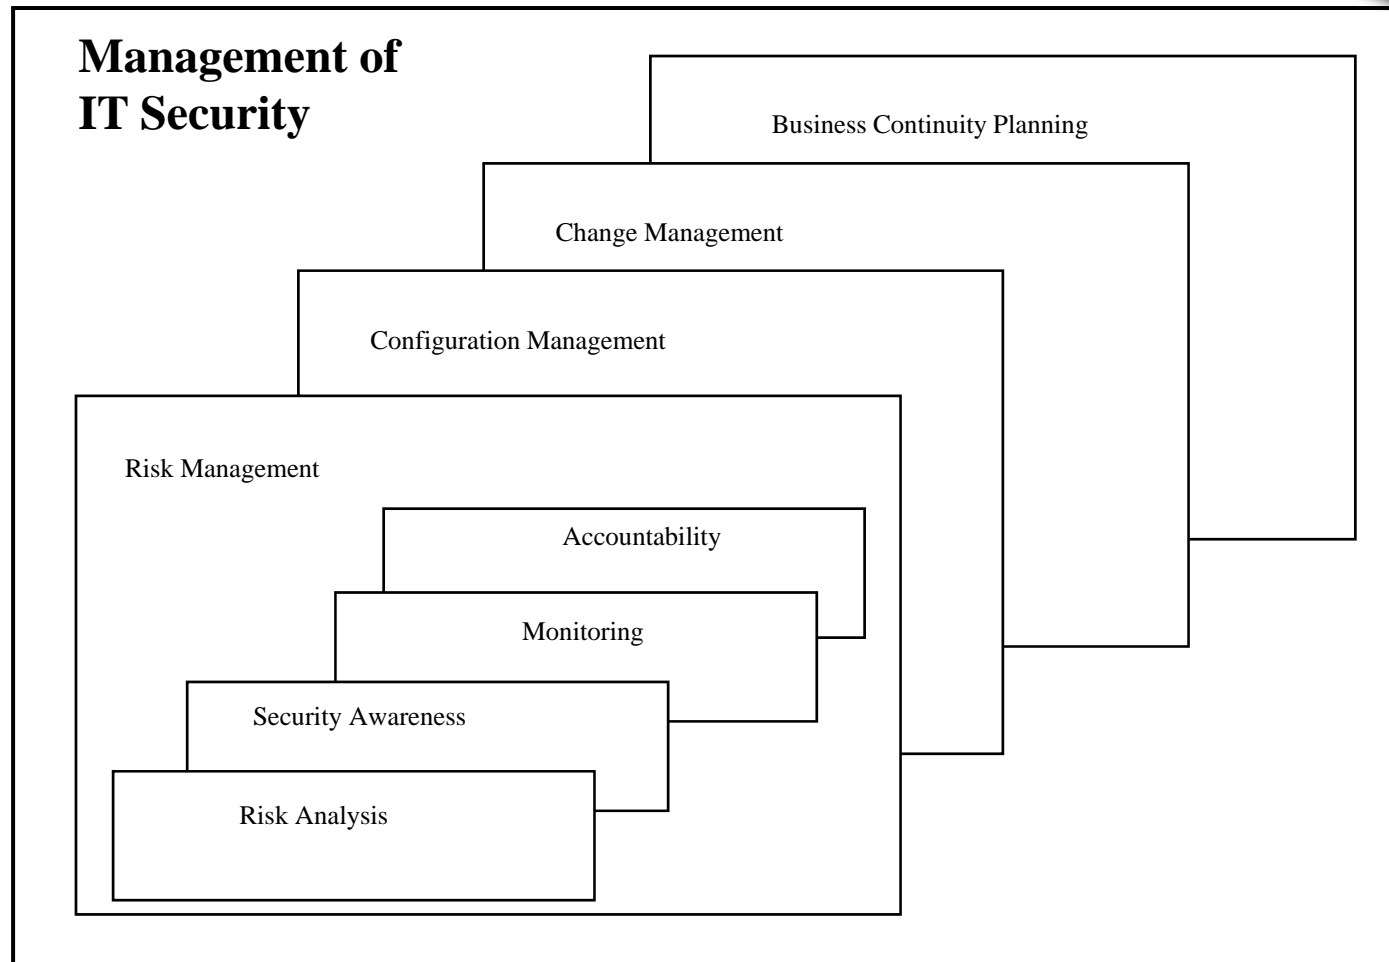 Management of
IT Security
Business Continuity Planning
Change Management
Configuration Management
Risk Management
Accountability
Monitoring
Security Awareness
Risk Analysis